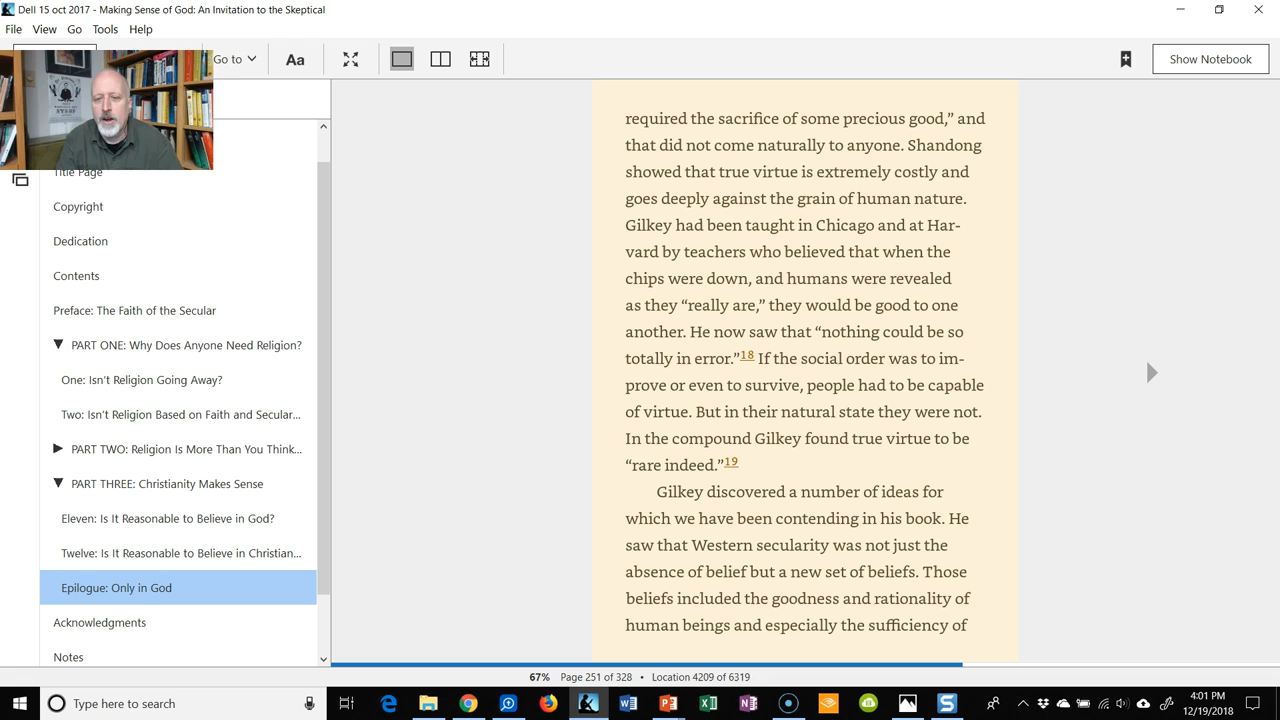 Dell 15 oct 2017 - Making Sense of God: An Invitation to the Skeptical
File View Go Tools Help
Go to Aa Show Notebook
Title Page
Copyright
Dedication
Contents
Preface: The Faith of the Secular
PART ONE: Why Does Anyone Need Religion?
One: Isn’t Religion Going Away?
Two: Isn’t Religion Based on Faith and Secular...
PART TWO: Religion Is More Than You Think...
PART THREE: Christianity Makes Sense
Eleven: Is It Reasonable to Believe in God?
Twelve: Is It Reasonable to Believe in Christian...
Epilogue: Only in God
Acknowledgments
Notes
required the sacrifice of some precious good,” and
that did not come naturally to anyone. Shandong
showed that true virtue is extremely costly and
goes deeply against the grain of human nature.
Gilkey had been taught in Chicago and at Har-
vard by teachers who believed that when the
chips were down, and humans were revealed
as they “really are,” they would be good to one
another. He now saw that “nothing could be so
totally in error.”18 If the social order was to im-
prove or even to survive, people had to be capable
of virtue. But in their natural state they were not.
In the compound Gilkey found true virtue to be
“rare indeed.”19
Gilkey discovered a number of ideas for
which we have been contending in his book. He
saw that Western secularity was not just the
absence of belief but a new set of beliefs. Those
beliefs included the goodness and rationality of
human beings and especially the sufficiency of
67% Page 251 of 328 • Location 4209 of 6319
Type here to search
4:01 PM
12/19/2018